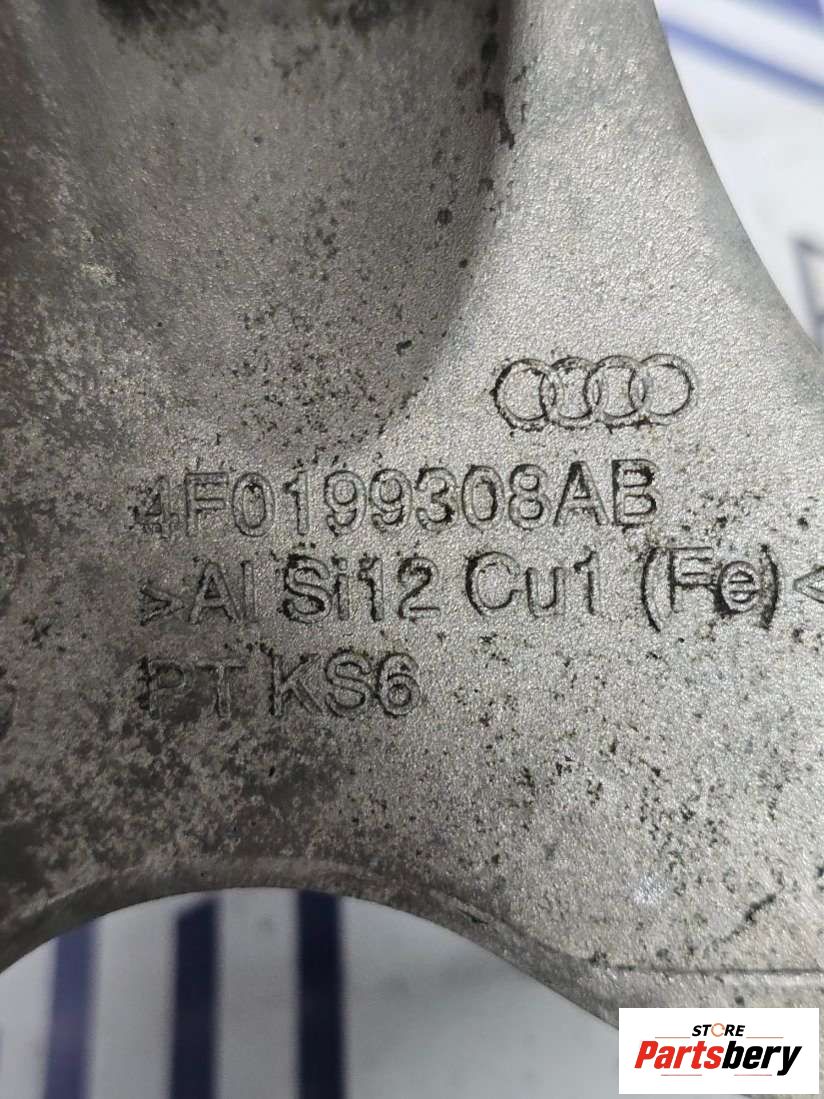 4F0199308AB
>Al Si12 Cu1 (Fe)<
PT KS6
STORE
Partsbery